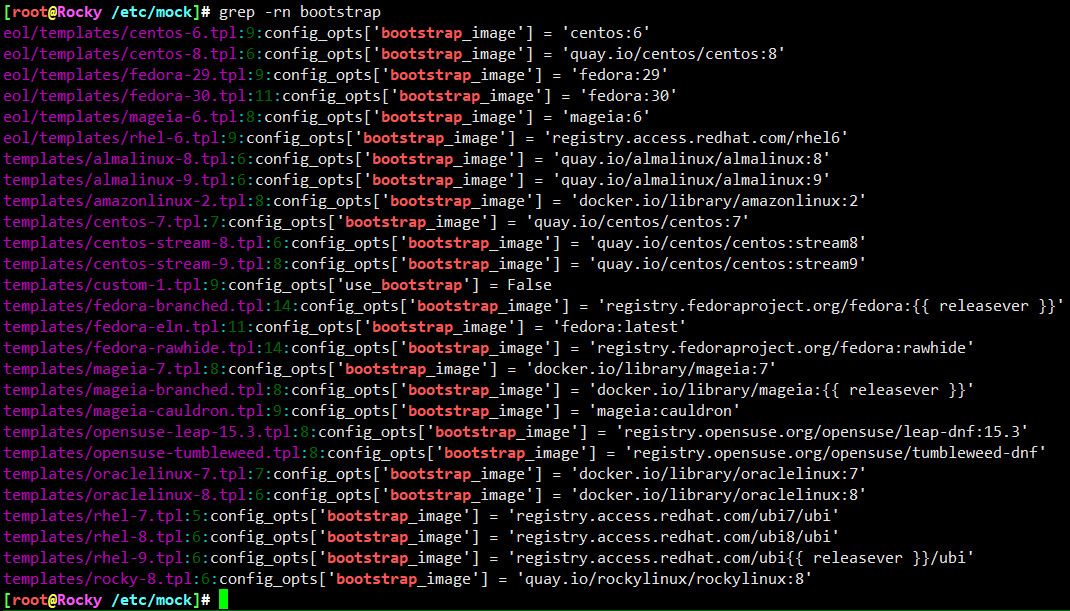 [root@Rocky /etc/mock]# grep -rn bootstrap
eol/templates/centos-6.tpl:9:config_opts['bootstrap_image'] = 'centos:6'
eol/templates/centos-8.tpl:6:config_opts['bootstrap_image'] = 'quay.io/centos/centos:8'
eol/templates/fedora-29.tpl:9:config_opts['bootstrap_image'] = 'fedora:29'
eol/templates/fedora-30.tpl:11:config_opts['bootstrap_image'] = 'fedora:30'
eol/templates/mageia-6.tpl:8:config_opts['bootstrap_image'] = 'mageia:6'
eol/templates/rhel-6.tpl:9:config_opts['bootstrap_image'] = 'registry.access.redhat.com/rhel6'
templates/almalinux-8.tpl:6:config_opts['bootstrap_image'] = 'quay.io/almalinux/almalinux:8'
templates/almalinux-9.tpl:6:config_opts['bootstrap_image'] = 'quay.io/almalinux/almalinux:9'
templates/amazonlinux-2.tpl:8:config_opts['bootstrap_image'] = 'docker.io/library/amazonlinux:2'
templates/centos-7.tpl:7:config_opts['bootstrap_image'] = 'quay.io/centos/centos:7'
templates/centos-stream-8.tpl:6:config_opts['bootstrap_image'] = 'quay.io/centos/centos:stream8'
templates/centos-stream-9.tpl:8:config_opts['bootstrap_image'] = 'quay.io/centos/centos:stream9'
templates/custom-1.tpl:9:config_opts['use_bootstrap'] = False
templates/fedora-branched.tpl:14:config_opts['bootstrap_image'] = 'registry.fedoraproject.org/fedora:{{ releasever }}'
templates/fedora-eln.tpl:11:config_opts['bootstrap_image'] = 'fedora:latest'
templates/fedora-rawhide.tpl:14:config_opts['bootstrap_image'] = 'registry.fedoraproject.org/fedora:rawhide'
templates/mageia-7.tpl:8:config_opts['bootstrap_image'] = 'docker.io/library/mageia:7'
templates/mageia-branched.tpl:8:config_opts['bootstrap_image'] = 'docker.io/library/mageia:{{ releasever }}'
templates/mageia-cauldron.tpl:9:config_opts['bootstrap_image'] = 'mageia:cauldron'
templates/opensuse-leap-15.3.tpl:8:config_opts['bootstrap_image'] = 'registry.opensuse.org/opensuse/leap-dnf:15.3'
templates/opensuse-tumbleweed.tpl:8:config_opts['bootstrap_image'] = 'registry.opensuse.org/opensuse/tumbleweed-dnf'
templates/oraclelinux-7.tpl:7:config_opts['bootstrap_image'] = 'docker.io/library/oraclelinux:7'
templates/oraclelinux-8.tpl:6:config_opts['bootstrap_image'] = 'docker.io/library/oraclelinux:8'
templates/rhel-7.tpl:5:config_opts['bootstrap_image'] = 'registry.access.redhat.com/ubi7/ubi'
templates/rhel-8.tpl:6:config_opts['bootstrap_image'] = 'registry.access.redhat.com/ubi8/ubi'
templates/rhel-9.tpl:6:config_opts['bootstrap_image'] = 'registry.access.redhat.com/ubi{{ releasever }}/ubi'
templates/rocky-8.tpl:6:config_opts['bootstrap_image'] = 'quay.io/rockylinux/rockylinux:8'
[root@Rocky /etc/mock]#